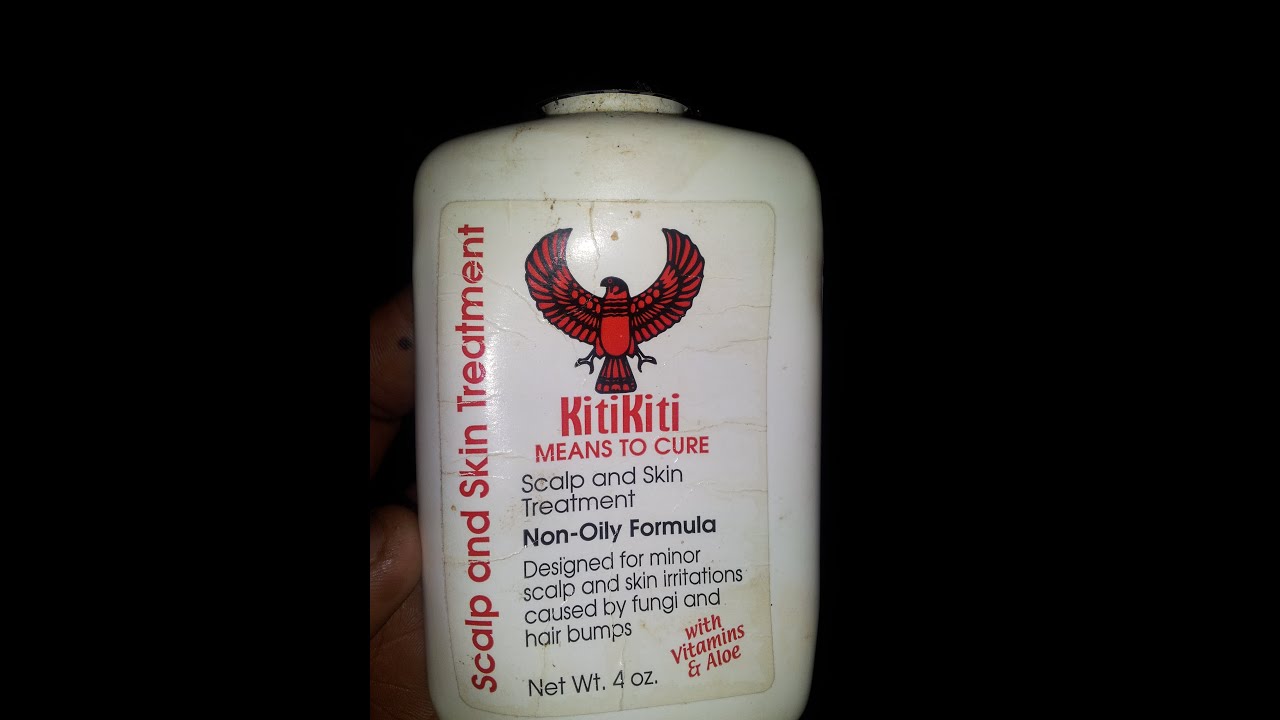 Scalp and Skin Treatment
KitiKiti
MEANS TO CURE
Scalp and Skin
Treatment
Non-Oily Formula
Designed for minor
scalp and skin irritations
caused by fungi and
hair bumps
with
Vitamins
& Aloe
Net Wt. 4 oz.